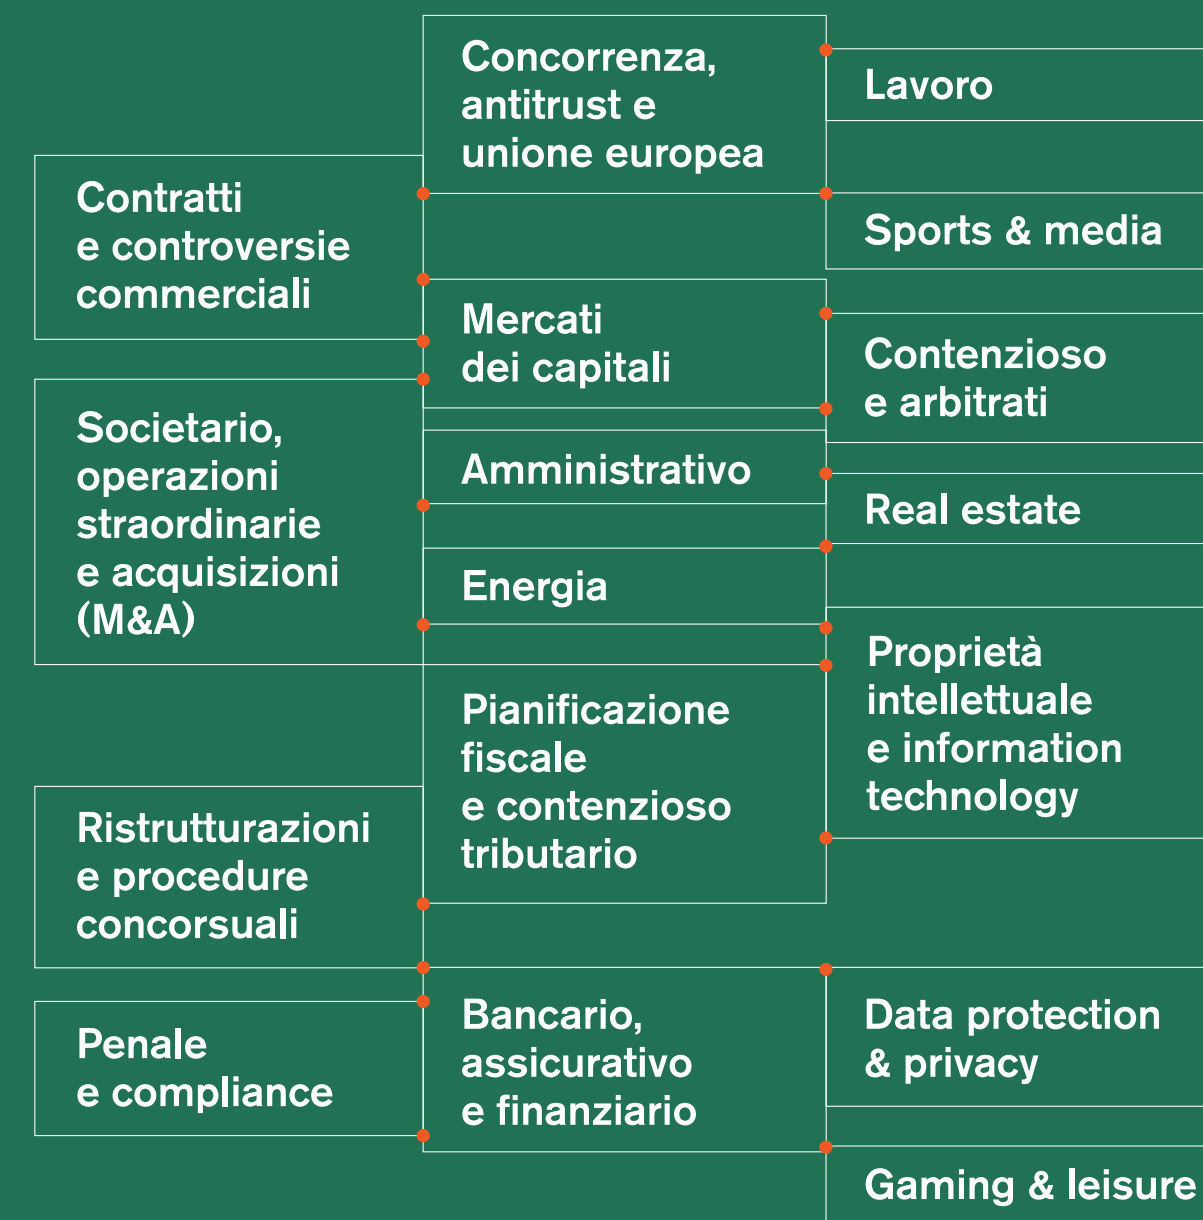 Contratti
e controversie
commerciali
Societario,
operazioni
straordinarie
e acquisizioni
(M&A)
Ristrutturazioni
e procedure
concorsuali
Penale
e compliance
Concorrenza,
antitrust e
unione europea
Mercati
dei capitali
Amministrativo
Energia
Pianificazione
fiscale
e contenzioso
tributario
Bancario,
assicurativo
e finanziario
Lavoro
Sports & media
Contenzioso
e arbitrati
Real estate
Proprietà
intellettuale
e information
technology
Data protection
& privacy
Gaming & leisure